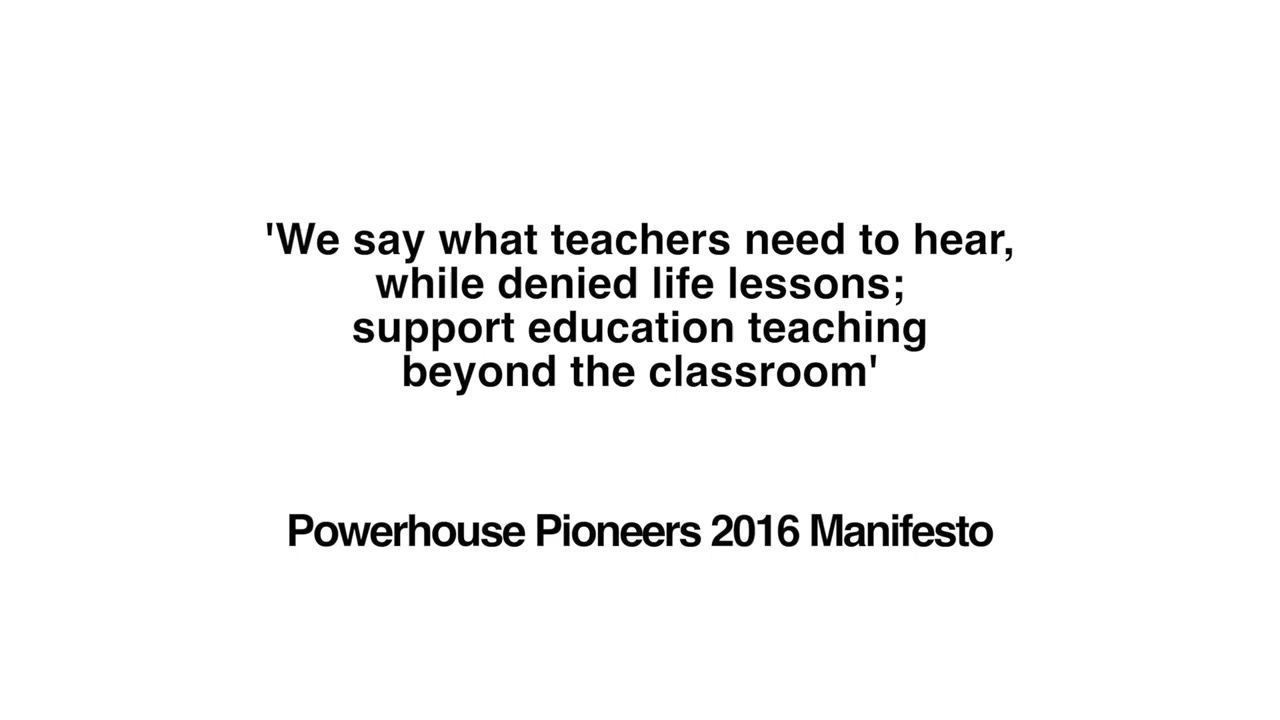 'We say what teachers need to hear,
while denied life lessons;
support education teaching
beyond the classroom'
Powerhouse Pioneers 2016 Manifesto